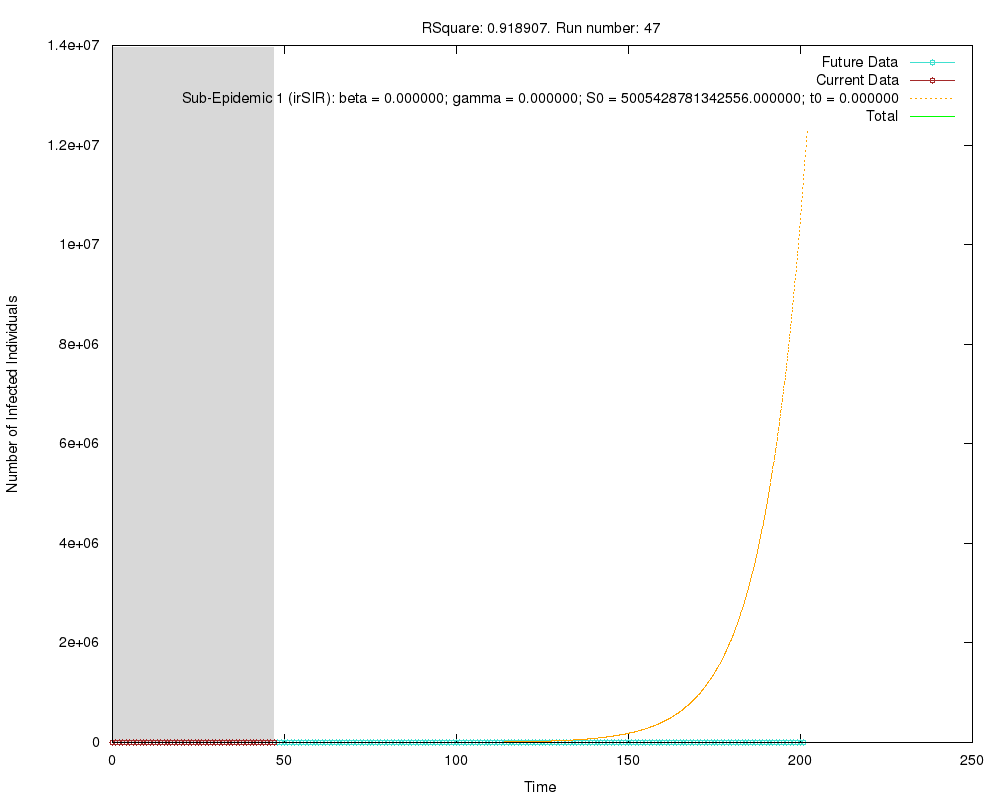 RSquare: 0.918907. Run number: 47
1.4e+07
1.2e+07
1e+07
8e+06
6e+06
4e+06
2e+06
0
Number of Infected Individuals
Future Data
Current Data
Sub-Epidemic 1 (irSIR): beta = 0.000000; gamma = 0.000000; S0 = 5005428781342556.000000; t0 = 0.000000
Total
0
50
100
150
200
250
Time